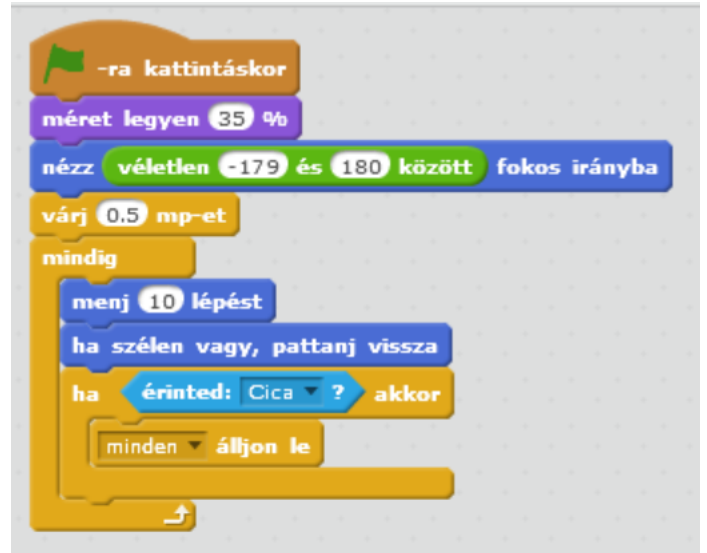 -ra kattintáskor
méret legyen 35 %
nézz véletlen -179 és 180 között fokos irányba
várj 0.5 mp-et
mindig
menj 10 lépést
ha szélen vagy, pattanj vissza
ha érinted: Cica ? akkor
minden álljon le